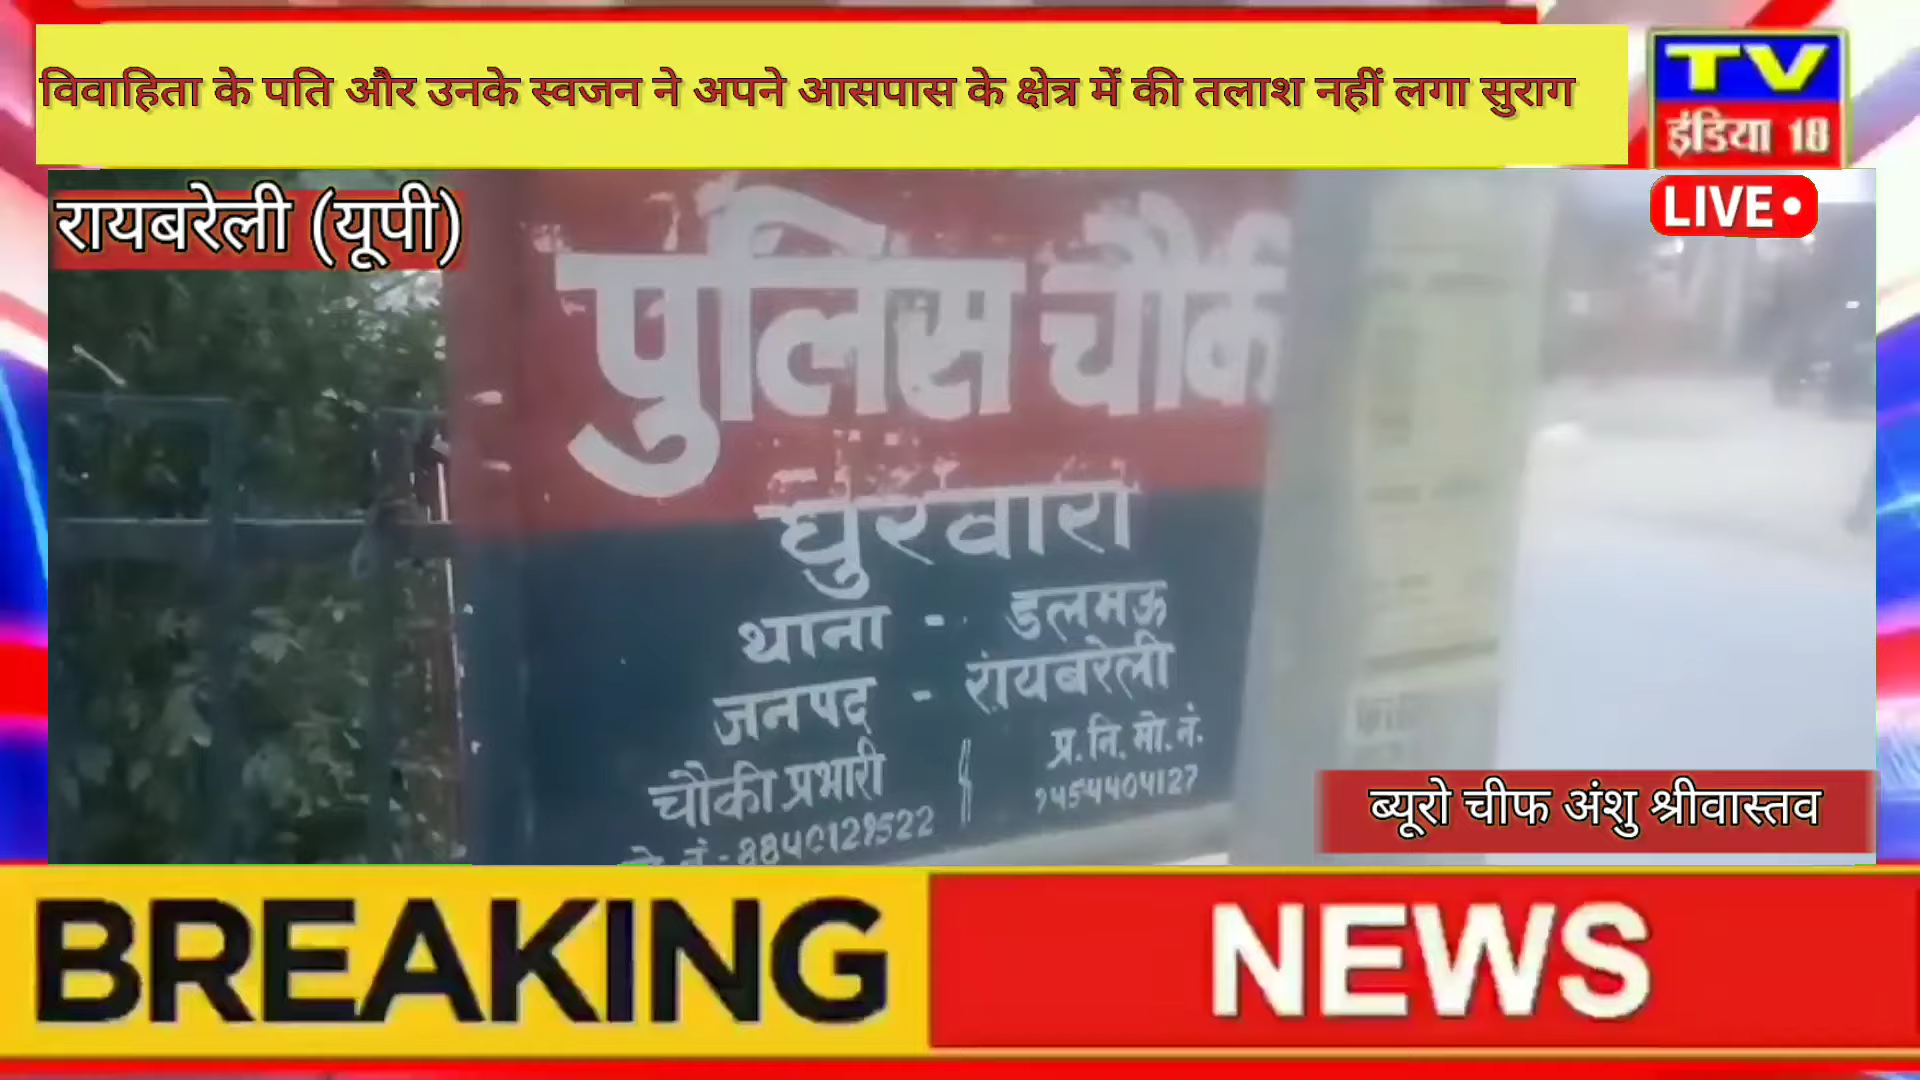 विवाहिता के पति और उनके स्वजन ने अपने आसपास के क्षेत्र में की तलाश नहीं लगा सुराग
TV
इंडिया 18
LIVE
रायबरेली (यूपी)
पुलिस चौकी
घुरवारा
थाना - डलमऊ
जनपद - रायबरेली
चौकी प्रभारी
प्र.नि.मो.नं.
9454404127
ब्यूरो चीफ अंशु श्रीवास्तव
BREAKING NEWS